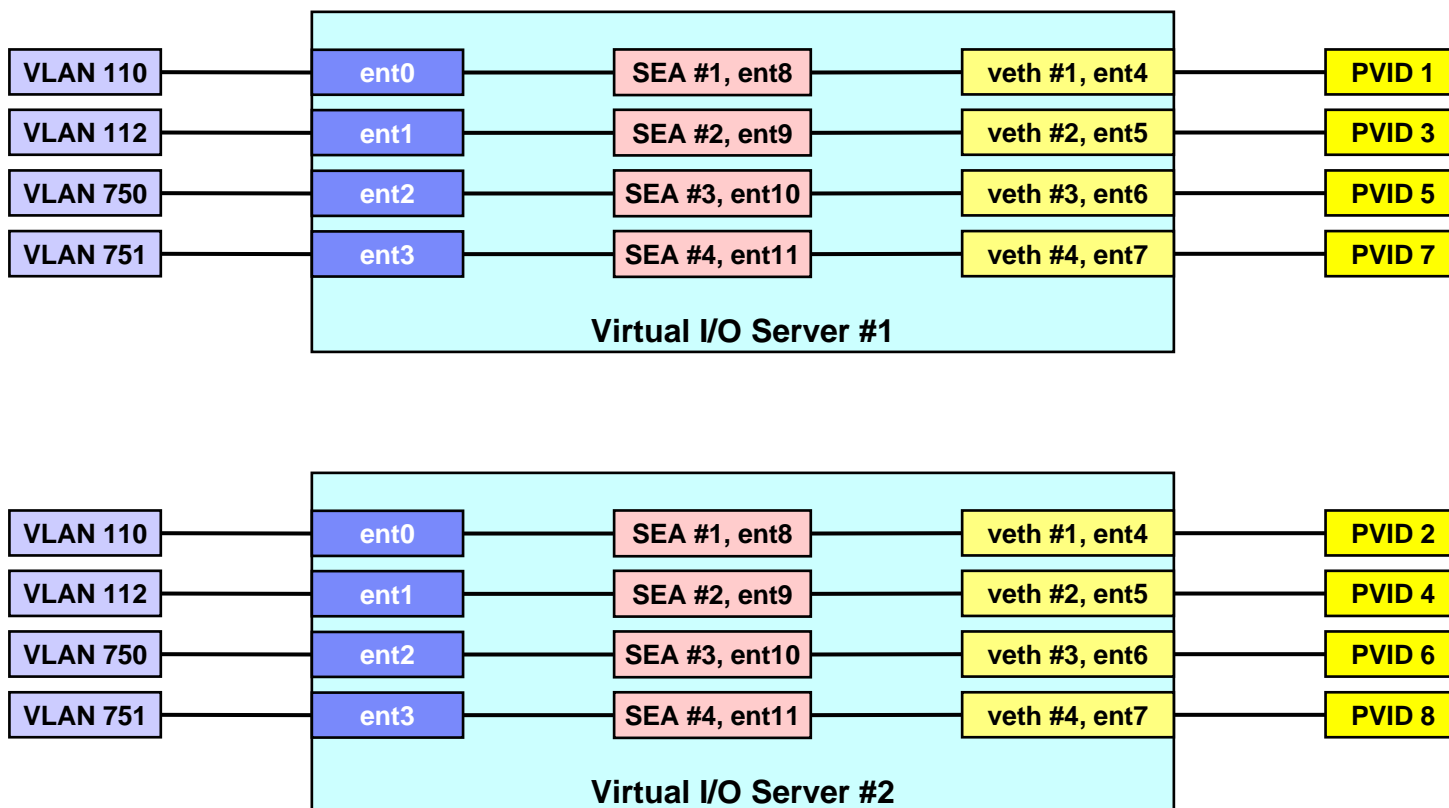 VLAN 110 ent0 SEA #1, ent8 veth #1, ent4 PVID 1
VLAN 112 ent1 SEA #2, ent9 veth #2, ent5 PVID 3
VLAN 750 ent2 SEA #3, ent10 veth #3, ent6 PVID 5
VLAN 751 ent3 SEA #4, ent11 veth #4, ent7 PVID 7
Virtual I/O Server #1
VLAN 110 ent0 SEA #1, ent8 veth #1, ent4 PVID 2
VLAN 112 ent1 SEA #2, ent9 veth #2, ent5 PVID 4
VLAN 750 ent2 SEA #3, ent10 veth #3, ent6 PVID 6
VLAN 751 ent3 SEA #4, ent11 veth #4, ent7 PVID 8
Virtual I/O Server #2